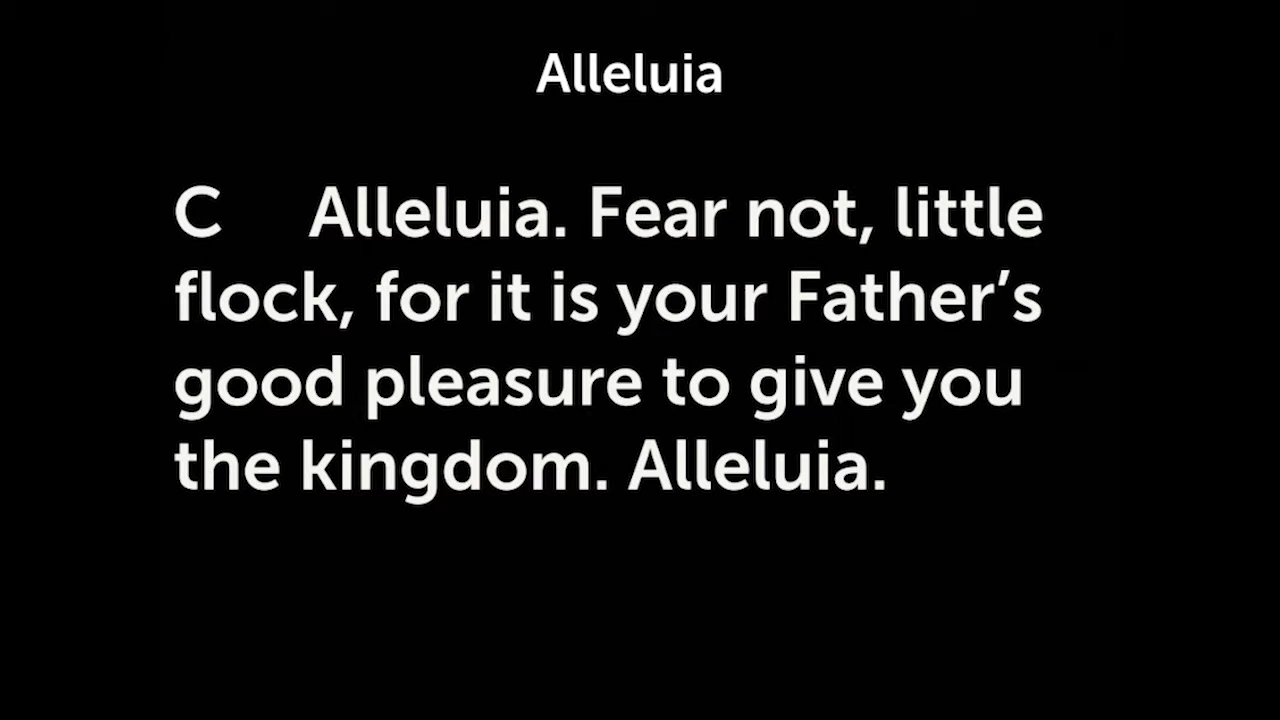 Alleluia
C Alleluia. Fear not, little
flock, for it is your Father’s
good pleasure to give you
the kingdom. Alleluia.